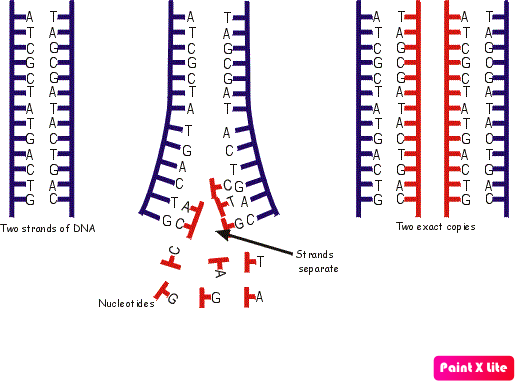 A T A T A T A T
T A T A T A T A
C G C G C G C G
G C G C G C G C
C G C G C G C G
T A T A T A T A
A T A T A T A T
T A T A T A T A
G C G C G C G C
A T A T A T A T
C G C C G C G C G
T A T A T A T A T A
G C G C G C G C G C
Two strands of DNA
Two exact copies
Strands
separate
C A T
Nucleotides
G G A
Paint X Lite